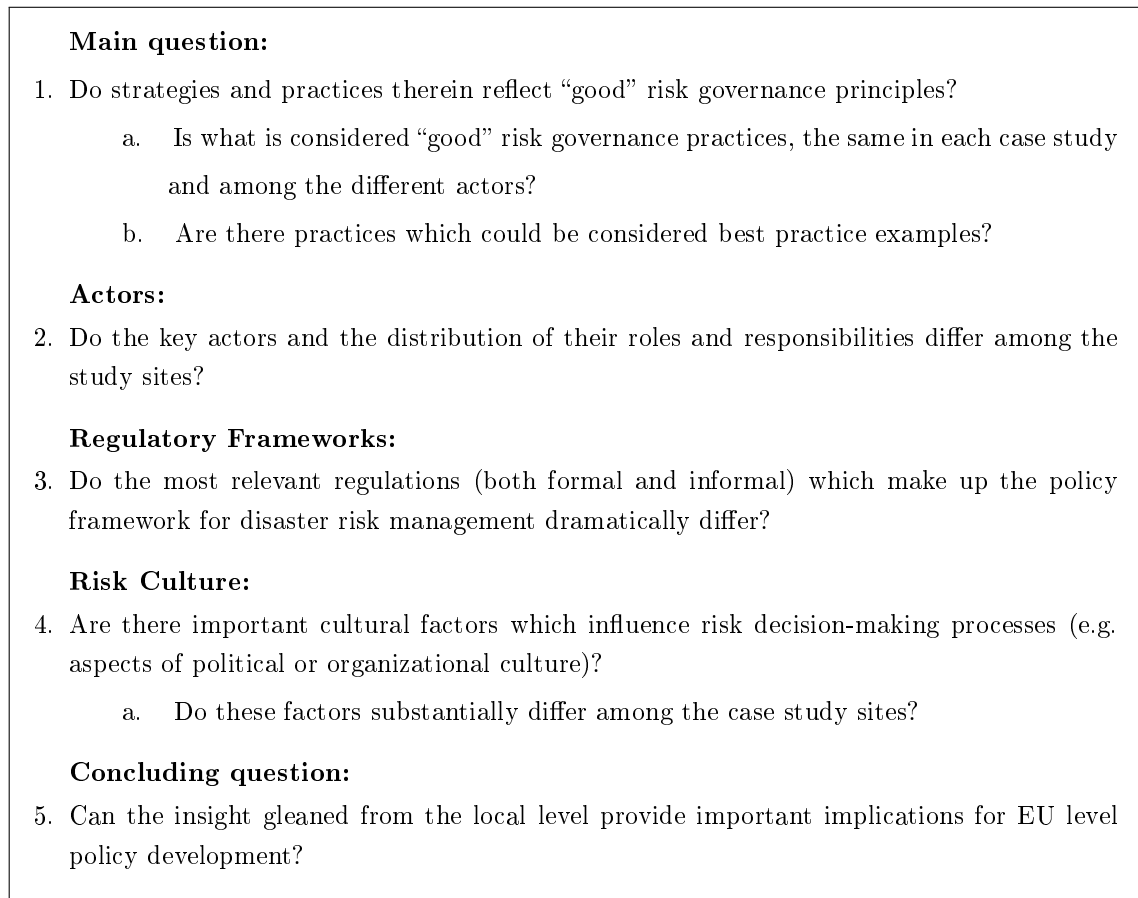 Main question:
1. Do strategies and practices therein reflect “good” risk governance principles?
a. Is what is considered “good” risk governance practices, the same in each case study
and among the different actors?
b. Are there practices which could be considered best practice examples?
Actors:
2. Do the key actors and the distribution of their roles and responsibilities differ among the
study sites?
Regulatory Frameworks:
3. Do the most relevant regulations (both formal and informal) which make up the policy
framework for disaster risk management dramatically differ?
Risk Culture:
4. Are there important cultural factors which influence risk decision-making processes (e.g.
aspects of political or organizational culture)?
a. Do these factors substantially differ among the case study sites?
Concluding question:
5. Can the insight gleaned from the local level provide important implications for EU level
policy development?